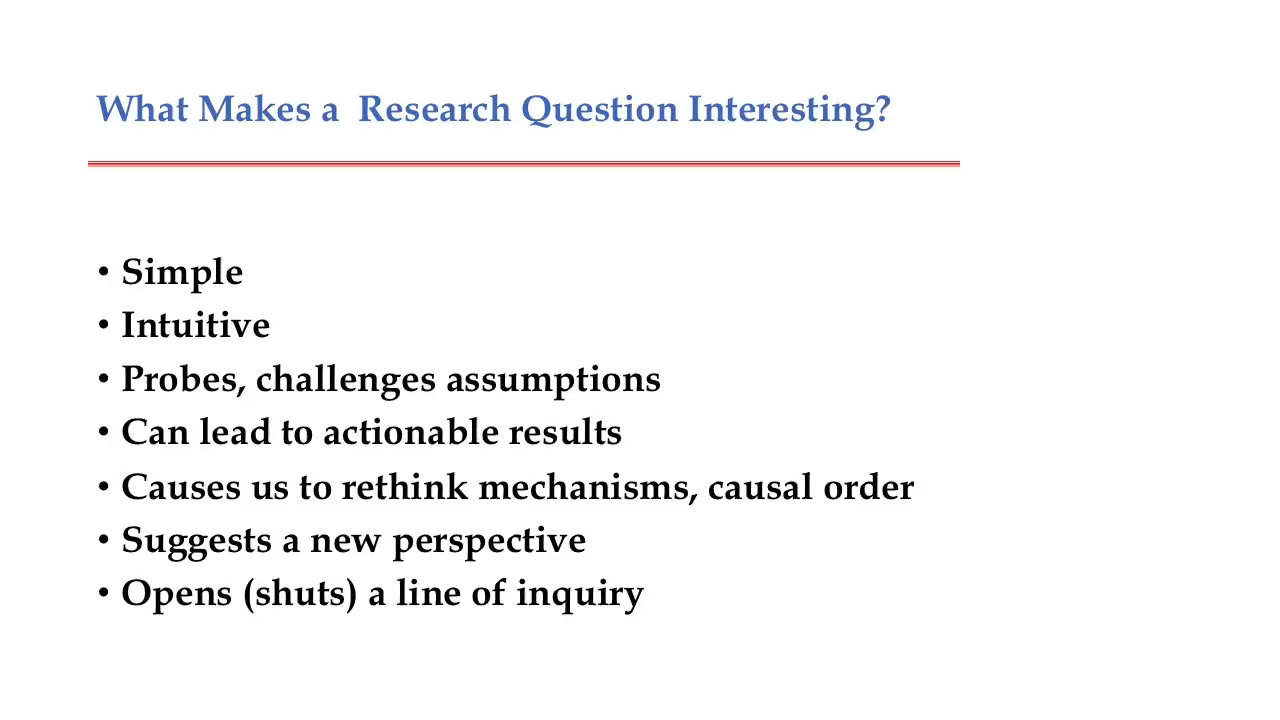 What Makes a  Research Question Interesting?
• Simple
• Intuitive
• Probes, challenges assumptions
• Can lead to actionable results
• Causes us to rethink mechanisms, causal order
• Suggests a new perspective
• Opens (shuts) a line of inquiry